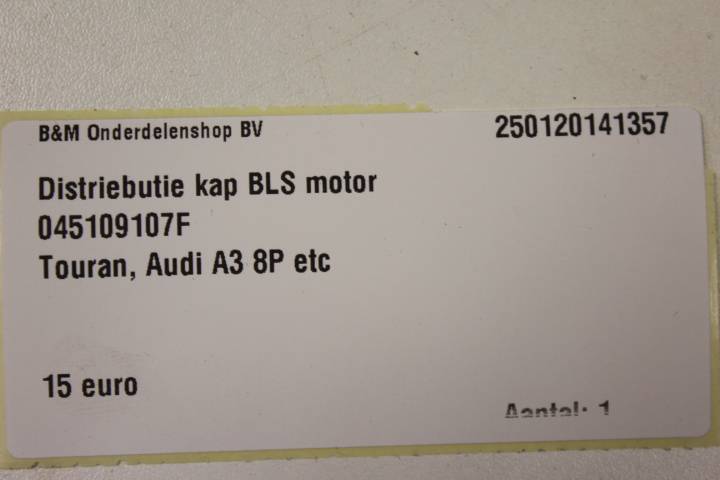 B&M Onderdelenshop BV 250120141357
Distriebutie kap BLS motor
045109107F
Touran, Audi A3 8P etc
15 euro
Aantal: 1